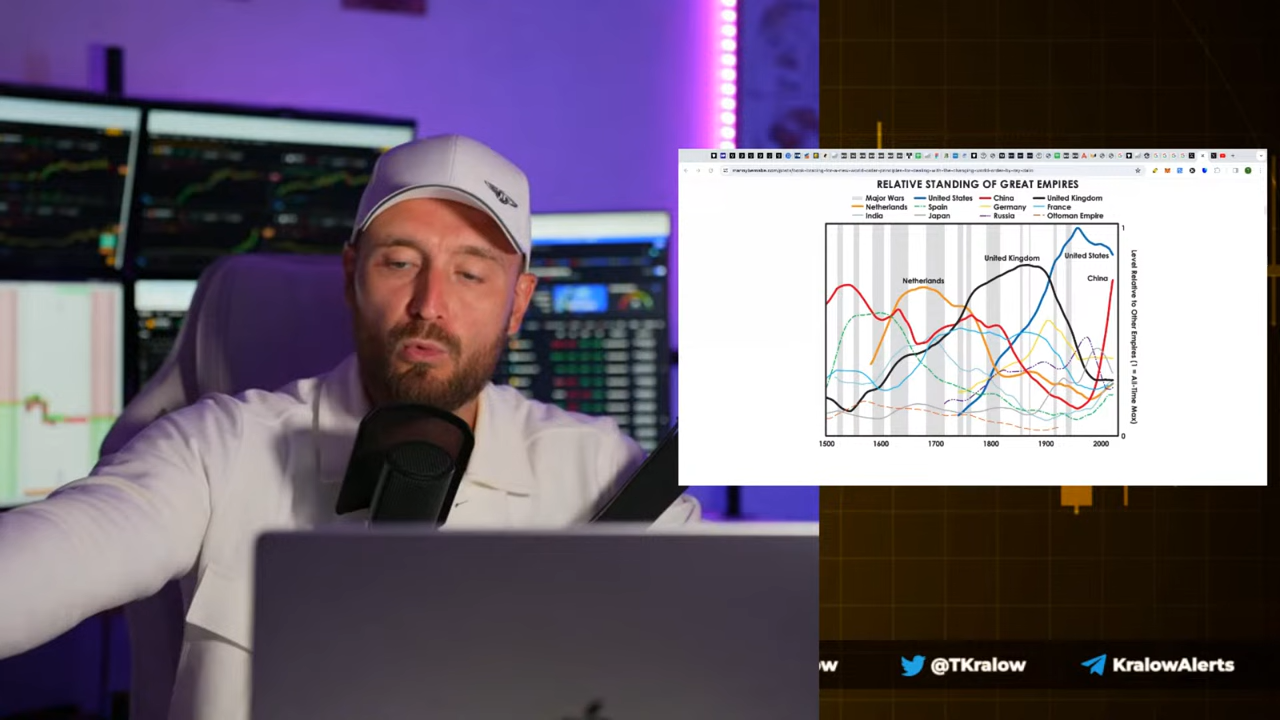 RELATIVE STANDING OF GREAT EMPIRES
Major Wars United States China United Kingdom
Netherlands Spain Germany France
India Japan Russia Ottoman Empire
Netherlands
United Kingdom
United States
China
1
0
Level Relative to Other Empires (1 = All-Time Max)
1500 1600 1700 1800 1900 2000
@TKralow
KralowAlerts